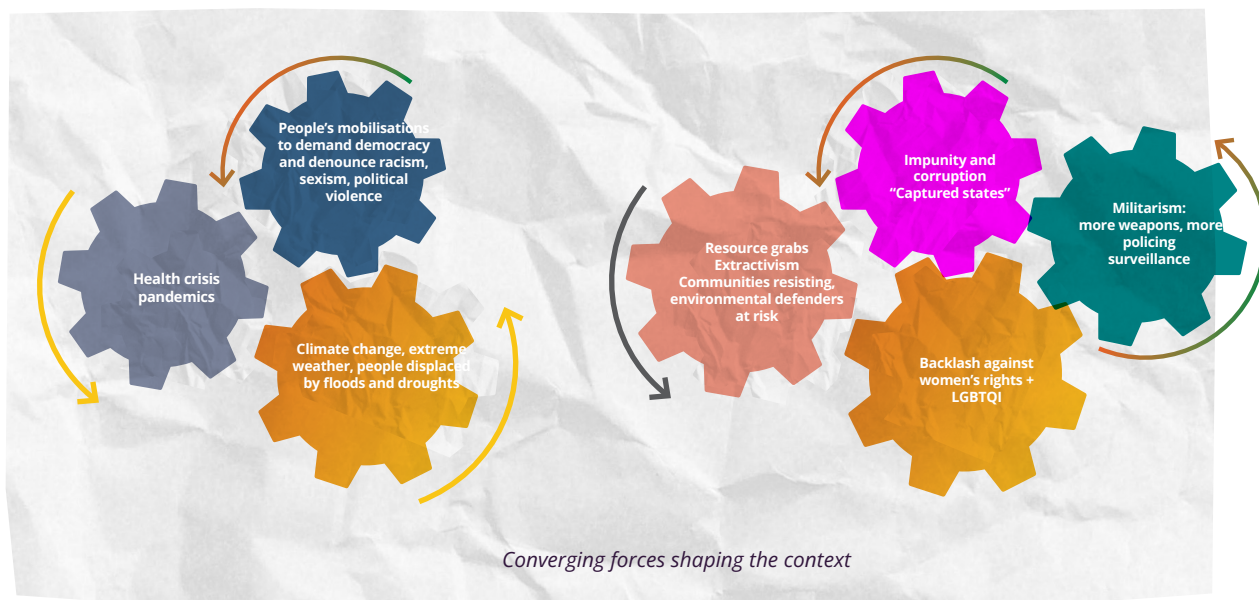 People’s mobilisations
to demand democracy
and denounce racism,
sexism, political
violence
Health crisis
pandemics
Climate change, extreme
weather, people displaced
by floods and droughts
Impunity and
corruption
“Captured states”
Militarism:
more weapons, more
policing
surveillance
Resource grabs
Extractivism
Communities resisting,
environmental defenders
at risk
Backlash against
women’s rights +
LGBTQI
Converging forces shaping the context